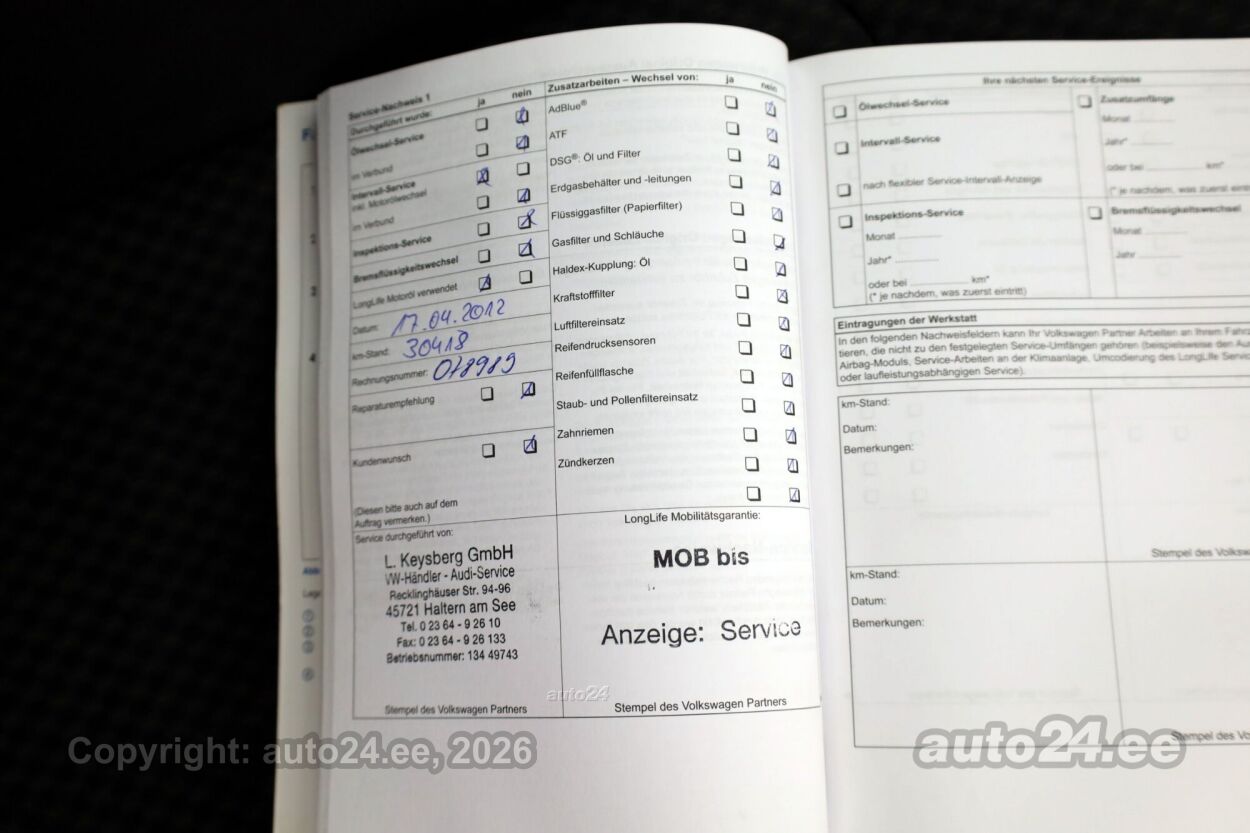 Service-Nachweis 1
ja nein
Durchgeführt wurde:
Ölwechsel-Service
im Verbund
Intervall-Service
inkl. Motorölwechsel
im Verbund
Inspektions-Service
Bremsflüssigkeitswechsel
LongLife Motoröl verwendet
Datum: 17.04.2012
km-Stand: 30418
Rechnungsnummer: 018989
Reparaturempfehlung
Kundenwunsch
(Diesen bitte auch auf dem
Auftrag vermerken.)
Service durchgeführt von:
L. Keysberg GmbH
VW-Händler - Audi-Service
Recklinghäuser Str. 94-96
45721 Haltern am See
Tel. 0 23 64 - 9 26 10
Fax: 0 23 64 - 9 26 133
Betriebsnummer: 134 49743
Stempel des Volkswagen Partners
Zusatzarbeiten – Wechsel von: ja nein
AdBlue®
ATF
DSG®: Öl und Filter
Erdgasbehälter und -leitungen
Flüssiggasfilter (Papierfilter)
Gasfilter und Schläuche
Haldex-Kupplung: Öl
Kraftstofffilter
Luftfiltereinsatz
Reifendrucksensoren
Reifenfüllflasche
Staub- und Pollenfiltereinsatz
Zahnriemen
Zündkerzen
LongLife Mobilitätsgarantie:
MOB bis
Anzeige: Service
auto24
Stempel des Volkswagen Partners
Ihre nächsten Service-Ereignisse
Ölwechsel-Service
Intervall-Service
nach flexibler Service-Intervall-Anzeige
Inspektions-Service
Monat
Jahr*
oder bei km*
(* je nachdem, was zuerst eintritt)
Zusatzumfänge
Monat
Jahr*
oder bei km*
(* je nachdem, was zuerst
Bremsflüssigkeitswechsel
Monat
Jahr
Eintragungen der Werkstatt
In den folgenden Nachweisfeldern kann Ihr Volkswagen Partner Arbeiten an Ihrem
tieren, die nicht zu den festgelegten Service-Umfängen gehören (beispielsweise den
Airbag-Moduls, Service-Arbeiten an der Klimaanlage, Umcodierung des LongLife
oder laufleistungsabhängigen Service).
km-Stand:
Datum:
Bemerkungen:
Stempel des
km-Stand:
Datum:
Bemerkungen:
Stempel des
Copyright: auto24.ee, 2026
auto24.ee